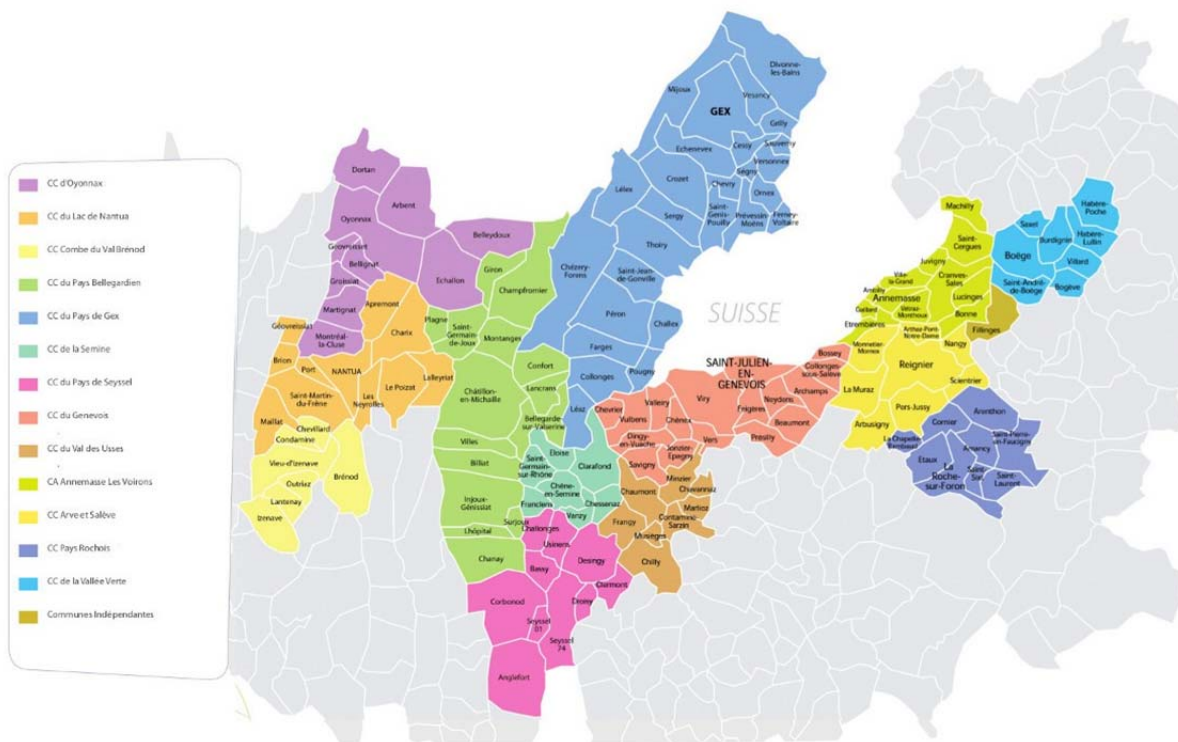 CC d'Oyonnax
CC du Lac de Nantua
CC Combe du Val Brénod
CC du Pays Bellegardien
CC du Pays de Gex
CC de la Semine
CC du Pays de Seyssel
CC du Genevois
CC du Val des Usses
CA Annemasse Les Voirons
CC Arve et Salève
CC Pays Rochois
CC de la Vallée Verte
Communes Indépendantes
Divonne-
les-Bains
Mijoux
Vesancy
GEX
Grilly
Echenevex
Cessy
Sauverny
Versonnex
Ségny
Lélex
Crozet
Chevry
Ornex
Saint-
Genis-
Pouilly
Prévessin-
Moëns
Ferney-
Voltaire
Sergy
Thoiry
Chézery-
Forens
Saint-Jean-
de-Gonville
Péron
Challex
Farges
Collonges
Pougny
Léaz
SUISSE
Dortan
Arbent
Oyonnax
Belleydoux
Géovreisset
Bellignat
Echallon
Groissiat
Martignat
Montréal-
la-Cluse
Apremont
Géovreissiat
Charix
Brion
Port
NANTUA
Le Poizat
Lalleyriat
Saint-Martin-
du-Frêne
Les
Neyrolles
Maillat
Chevillard
Condamine
Vieu-d'Izenave
Brénod
Outriaz
Lantenay
Izenave
Giron
Champfromier
Plagne
Saint-
Germain-
de-Joux
Montanges
Confort
Lancrans
Châtillon-
en-Michaille
Bellegarde-
sur-Valserine
Villes
Billiat
Injoux-
Génissiat
Surjoux
Lhôpital
Chanay
Eloise
Saint-
Germain-
sur-Rhône
Clarafond
Chêne-
en-Semine
Franclens
Chessenaz
Vanzy
Challonges
Usinens
Bassy
Desingy
Clermont
Corbonod
Droisy
Seyssel
01
Seyssel
74
Anglefort
SAINT-JULIEN-
EN-
GENEVOIS
Bossey
Collonges-
sous-Salève
Archamps
Neydens
Viry
Feigères
Beaumont
Presilly
Valleiry
Chevrier
Vulbens
Chênex
Vers
Dingy-
en-Vuache
Jonzier-
Epagny
Savigny
Minzier
Chaumont
Chavannaz
Marlioz
Frangy
Contamine-
Sarzin
Musièges
Chilly
Machilly
Saint-
Cergues
Juvigny
Ville-
la-Grand
Cranves-
Sales
Ambilly
Annemasse
Lucinges
Gaillard
Vétraz-
Monthoux
Bonne
Etrembières
Arthaz-Pont-
Notre-Dame
Nangy
Monnetier-
Mornex
Reignier
Scientrier
La Muraz
Pers-Jussy
Arbusigny
Fillinges
Habère-
Poche
Saxel
Burdignin
Habère-
Lullin
Boëge
Villard
Saint-André-
de-Boëge
Bogève
Arenthon
Cornier
La Chapelle-
Rambaud
Saint-Pierre-
en-Faucigny
Amancy
Etaux
La
Roche-
sur-Foron
Saint-
Sixt
Saint-
Laurent